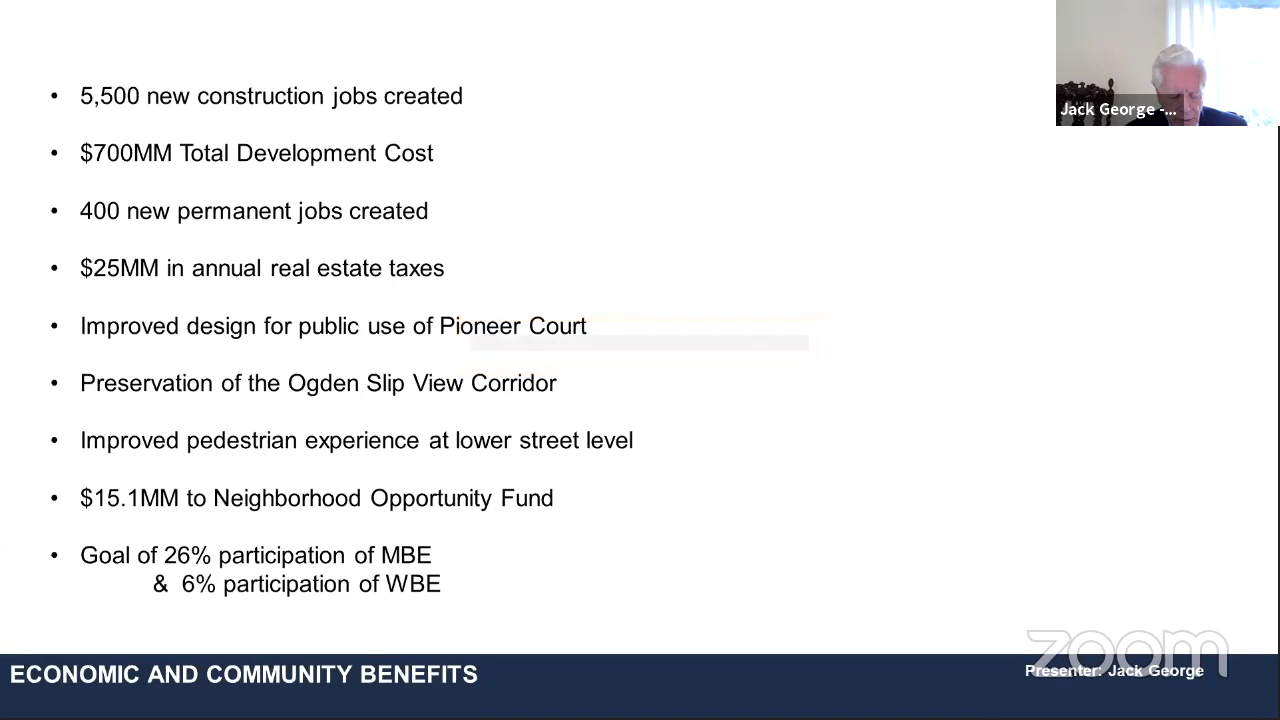 Jack George -...
• 5,500 new construction jobs created
• $700MM Total Development Cost
• 400 new permanent jobs created
• $25MM in annual real estate taxes
• Improved design for public use of Pioneer Court
• Preservation of the Ogden Slip View Corridor
• Improved pedestrian experience at lower street level
• $15.1MM to Neighborhood Opportunity Fund
• Goal of 26% participation of MBE
& 6% participation of WBE
zoom
ECONOMIC AND COMMUNITY BENEFITS
Presenter: Jack George